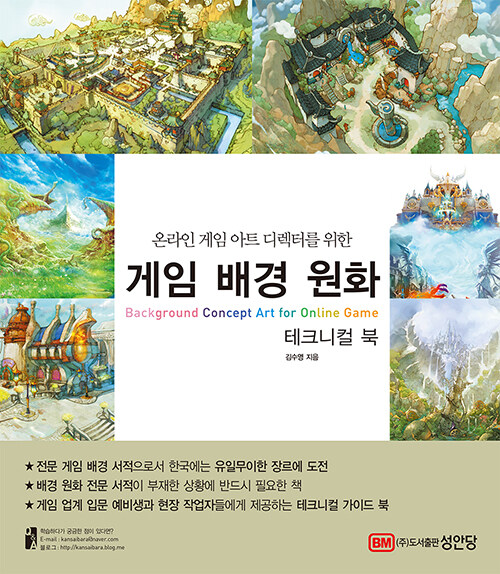 온라인 게임 아트 디렉터를 위한
게임 배경 원화
Background Concept Art for Online Game
테크니컬 북
김수영 지음
★ 전문 게임 배경 서적으로서 한국에는 유일무이한 장르에 도전
★ 배경 원화 전문 서적이 부재한 상황에 반드시 필요한 책
★ 게임 업계 입문 예비생과 현장 작업자들에게 제공하는 테크니컬 가이드 북
Q&A
학습하다가 궁금한 점이 있다면?
E-mail : kansaibara@naver.com
블로그 : http://kansaibara.blog.me
BM (주)도서출판 성안당